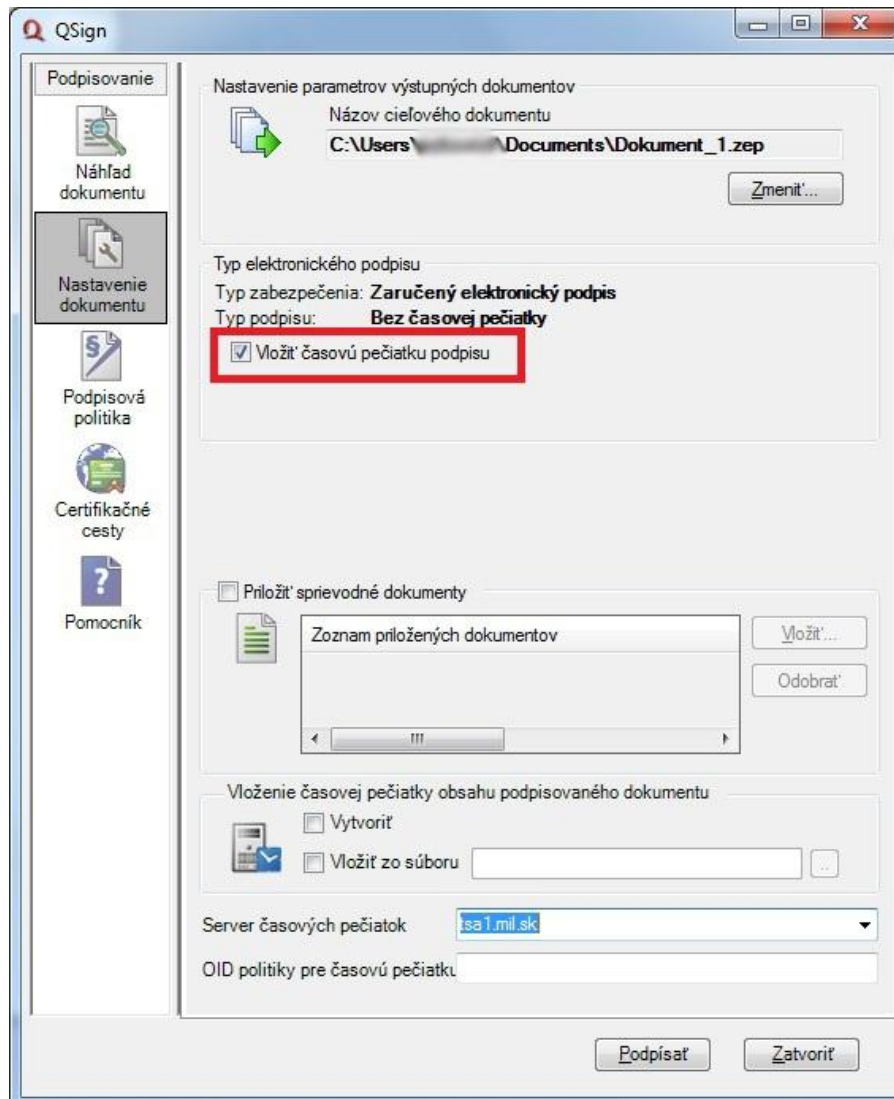 QSign
Podpisovanie
Náhľad
dokumentu
Nastavenie
dokumentu
Podpisová
politika
Certifikačné
cesty
Pomocník
Nastavenie parametrov výstupných dokumentov
Názov cieľového dokumentu
C:\Users\ \Documents\Dokument_1.zep
Zmeniť...
Typ elektronického podpisu
Typ zabezpečenia: Zaručený elektronický podpis
Typ podpisu: Bez časovej pečiatky
Vložiť časovú pečiatku podpisu
Priložiť sprievodné dokumenty
Zoznam priložených dokumentov
Vložiť...
Odobrať
Vloženie časovej pečiatky obsahu podpisovaného dokumentu
Vytvoriť
Vložiť zo súboru
..
Server časových pečiatok tsa1.mil.sk
OID politiky pre časovú pečiatku
Podpísať Zatvoriť